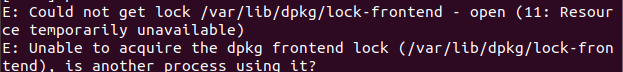 E: Could not get lock /var/lib/dpkg/lock-frontend - open (11: Resour
ce temporarily unavailable)
E: Unable to acquire the dpkg frontend lock (/var/lib/dpkg/lock-fron
tend), is another process using it?